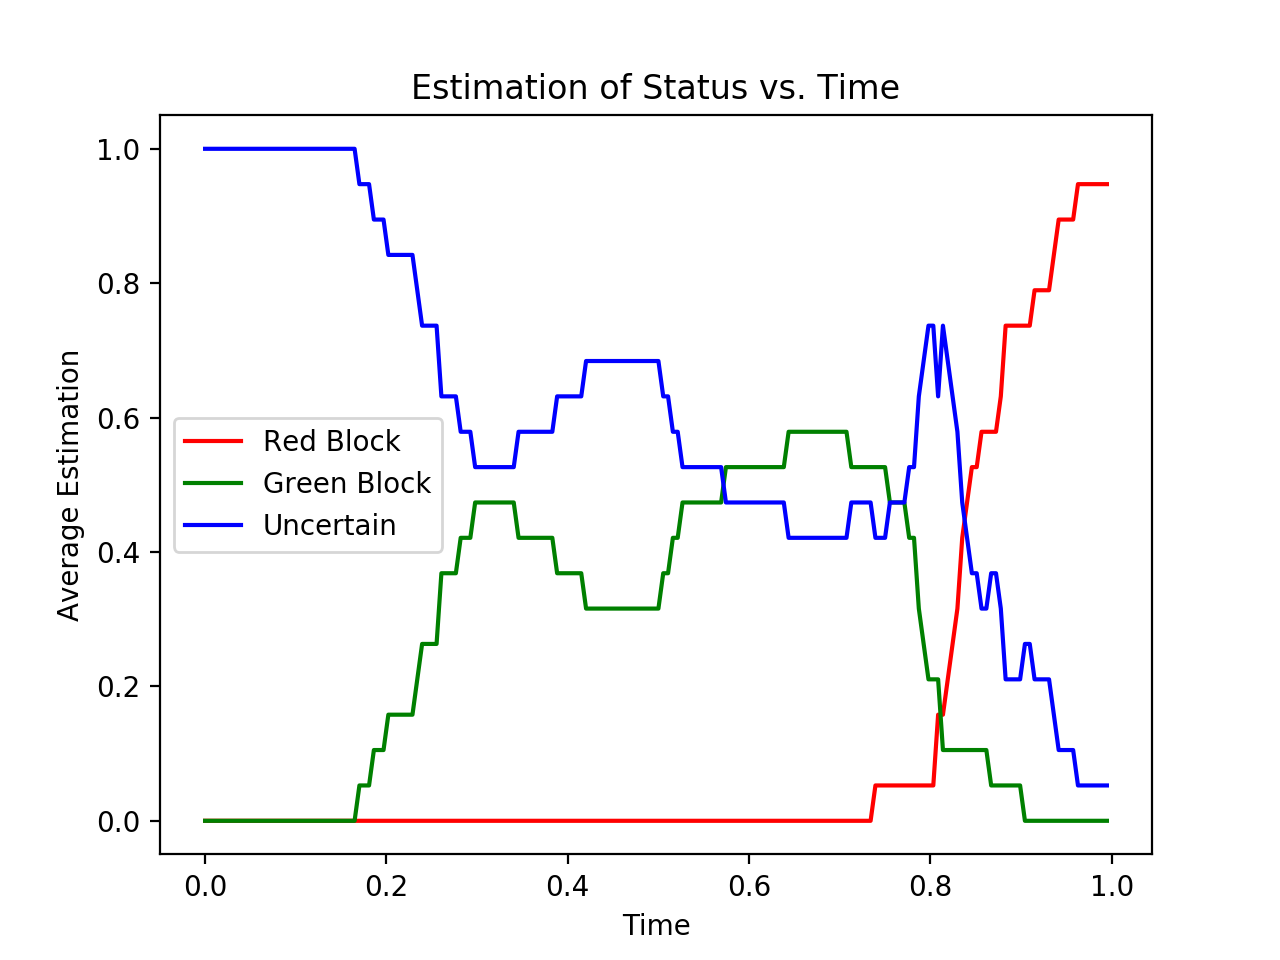 Estimation of Status vs. Time
1.0
0.8
0.6
0.4
0.2
0.0
Average Estimation
Red Block
Green Block
Uncertain
0.0 0.2 0.4 0.6 0.8 1.0
Time